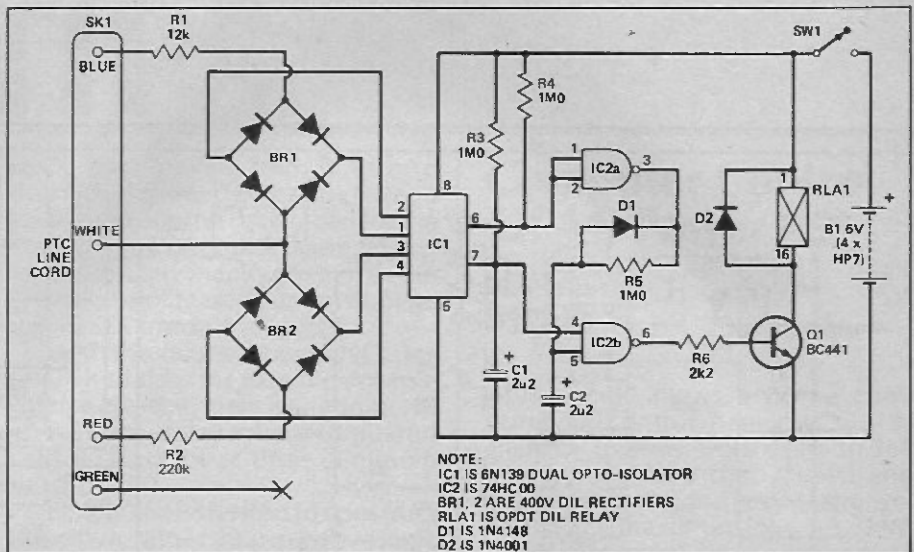 SK1
BLUE
WHITE
PTC
LINE
CORD
RED
GREEN
R1
12k
BR1
BR2
R2
220k
2
1
3
4
IC1
8
6
7
5
R3
1M0
R4
1M0
1
2
IC2a
3
D1
R5
1M0
4
5
IC2b
6
C1
2u2
+
C2
2u2
+
R6
2k2
D2
1
RLA1
16
Q1
BC441
SW1
+
B1 6V
(4 x
HP7)
NOTE:
IC1 IS 6N139 DUAL OPTO-ISOLATOR
IC2 IS 74HC00
BR1, 2 ARE 400V DIL RECTIFIERS
RLA1 IS OPDT DIL RELAY
D1 IS 1N4148
D2 IS 1N4001